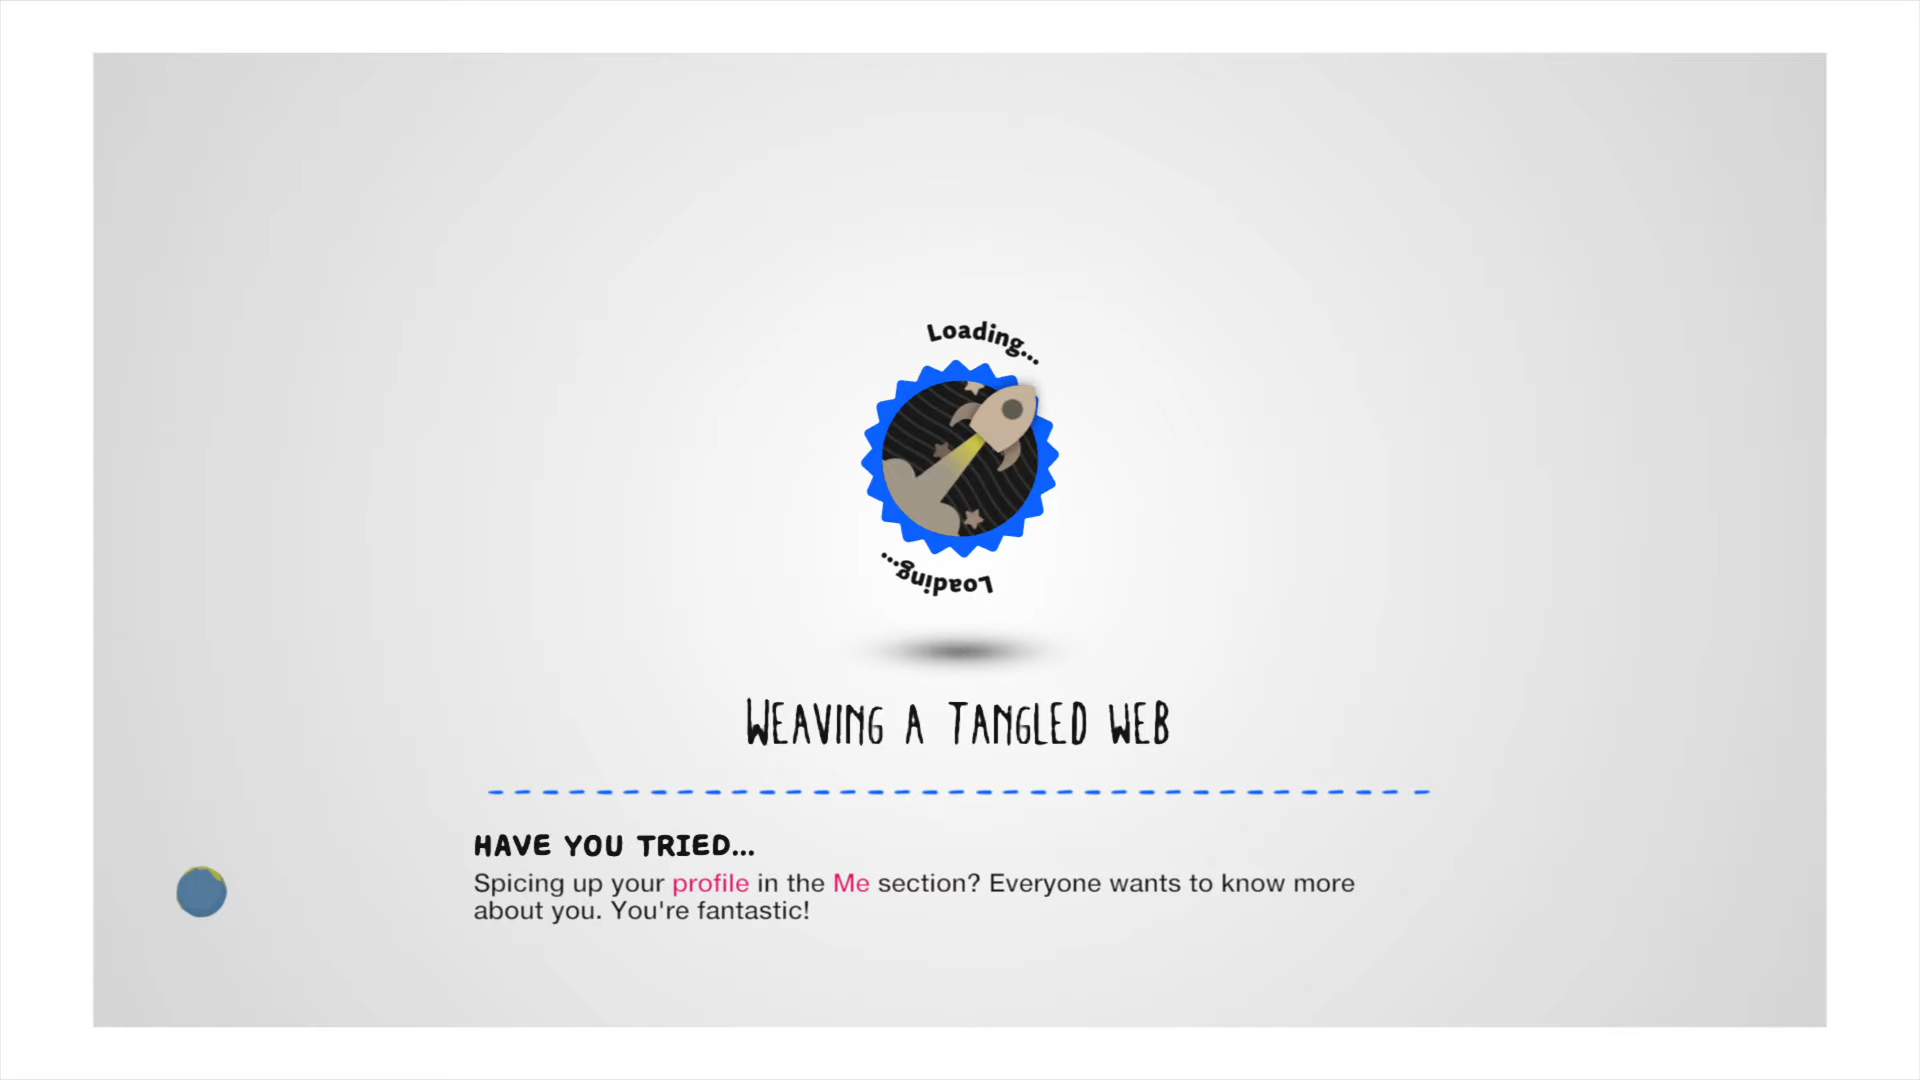 Loading...
Loading...
WEAVING A TANGLED WEB
HAVE YOU TRIED...
Spicing up your profile in the Me section? Everyone wants to know more
about you. You're fantastic!